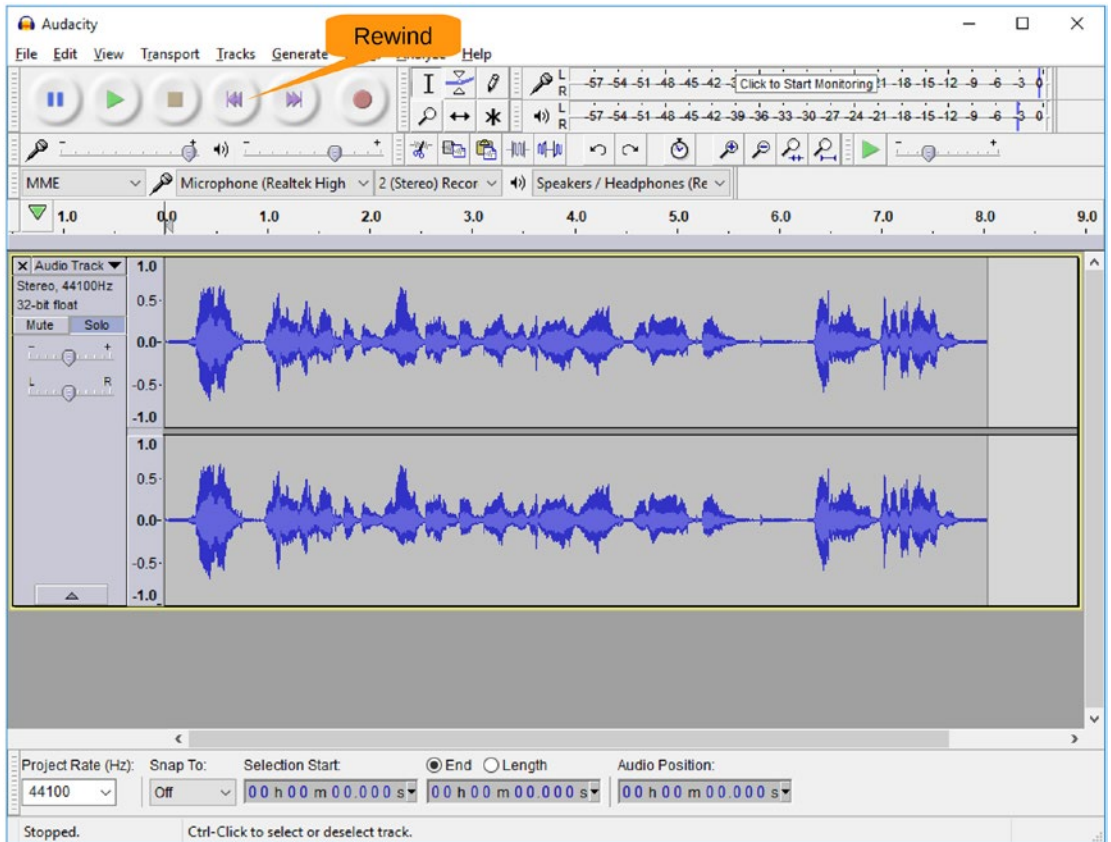 Audacity
Rewind
File Edit View Transport Tracks Generate Analyze Help
L R -57 -54 -51 -48 -45 -42 Click to Start Monitoring -18 -15 -12 -9 -6 -3 0
L R -57 -54 -51 -48 -45 -42 -39 -36 -33 -30 -27 -24 -21 -18 -15 -12 -9 -6 -3 0
- + - + - +
MME Microphone (Realtek High 2 (Stereo) Recor Speakers / Headphones (Re
1.0 0.0 1.0 2.0 3.0 4.0 5.0 6.0 7.0 8.0 9.0
X Audio Track 1.0
Stereo, 44100Hz
32-bit float 0.5
Mute Solo
- + 0.0
L R -0.5
-1.0
1.0
0.5
0.0
-0.5
-1.0
Project Rate (Hz): Snap To: Selection Start: End Length Audio Position:
44100 Off 00 h 00 m 00.000 s 00 h 00 m 00.000 s 00 h 00 m 00.000 s
Stopped. Ctrl-Click to select or deselect track.